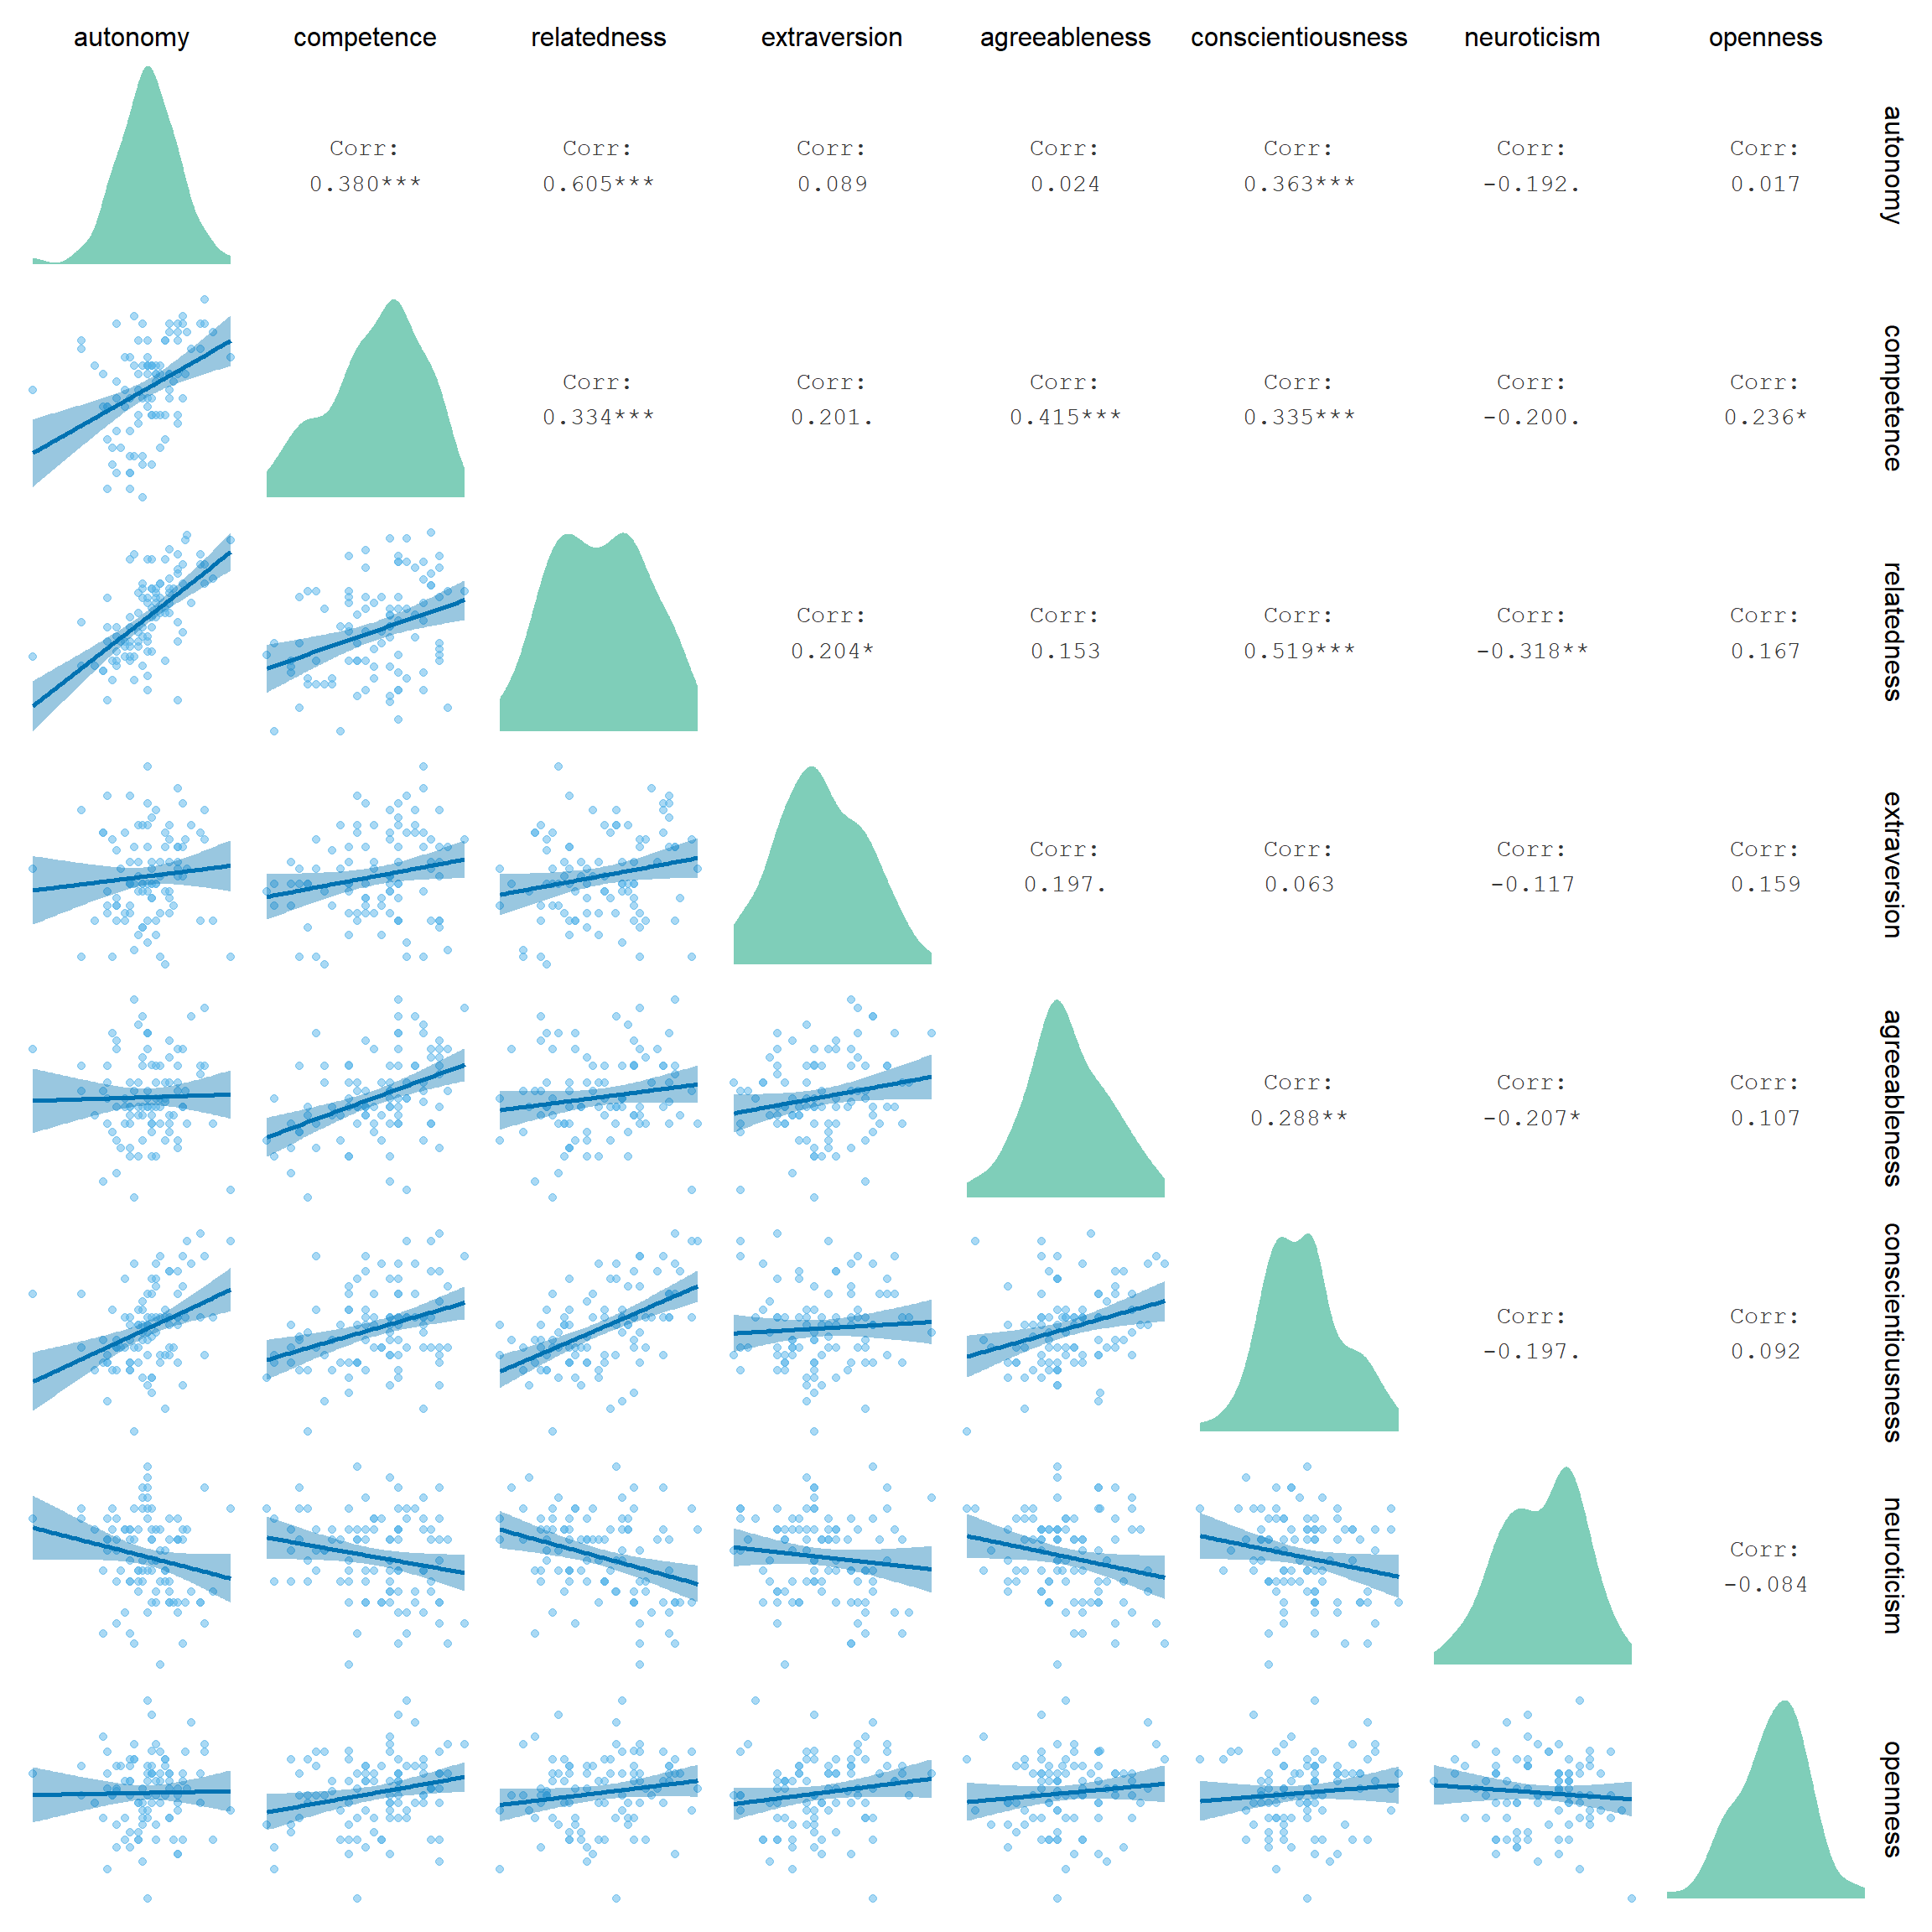 autonomy competence relatedness extraversion agreeableness conscientiousness neuroticism openness
autonomy
Corr: Corr: Corr: Corr: Corr: Corr: Corr:
0.380*** 0.605*** 0.089 0.024 0.363*** -0.192. 0.017
competence
Corr: Corr: Corr: Corr: Corr: Corr:
0.334*** 0.201. 0.415*** 0.335*** -0.200. 0.236*
relatedness
Corr: Corr: Corr: Corr: Corr:
0.204* 0.153 0.519*** -0.318** 0.167
extraversion
Corr: Corr: Corr: Corr:
0.197. 0.063 -0.117 0.159
agreeableness
Corr: Corr: Corr:
0.288** -0.207* 0.107
conscientiousness
Corr: Corr:
-0.197. 0.092
neuroticism
Corr:
-0.084
openness